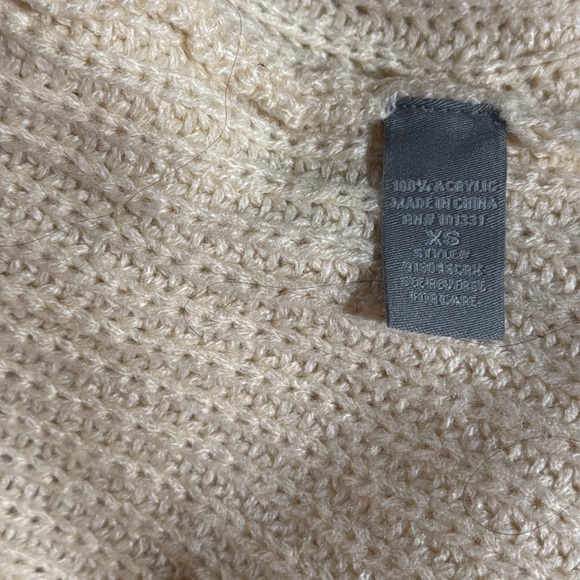 100% ACRYLIC
MADE IN CHINA
RN# 101331
XS
STYLE#
SEE REVERSE
FOR CARE